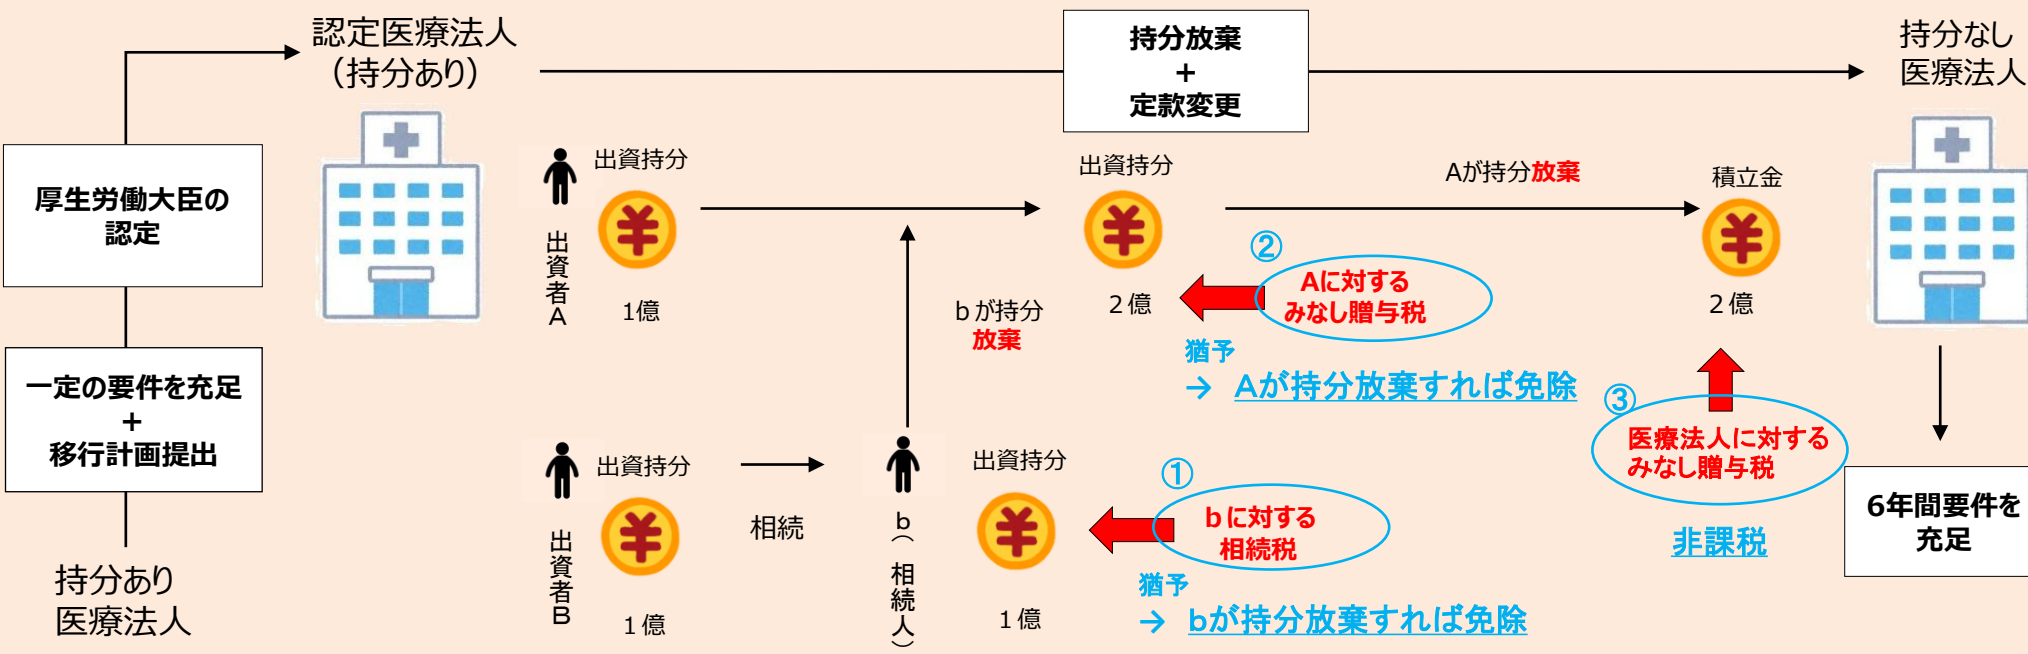 認定医療法人
（持分あり）
持分放棄
+
定款変更
持分なし
医療法人
厚生労働大臣の
認定
一定の要件を充足
+
移行計画提出
持分あり
医療法人
出資持分
出資者A
1億
出資持分
2億
Aが持分放棄
積立金
2億
bが持分
放棄
②
Aに対する
みなし贈与税
猶予
→ Aが持分放棄すれば免除
③
医療法人に対する
みなし贈与税
非課税
6年間要件を
充足
出資持分
出資者B
1億
相続
b（相続人）
出資持分
1億
①
bに対する
相続税
猶予
→ bが持分放棄すれば免除